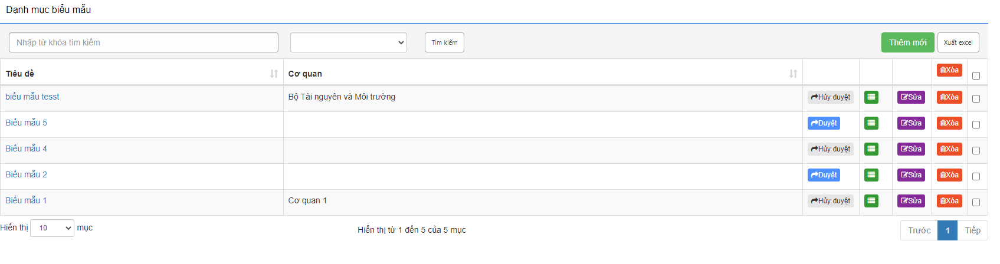 Dạnh mục biểu mẫu
Nhập từ khóa tìm kiếm
Tìm kiếm
Thêm mới
Xuất excel
Tiêu đề
Cơ quan
Xóa
biểu mẫu tesst
Bộ Tài nguyên và Môi trường
Hủy duyệt
Sửa
Xóa
Biểu mẫu 5
Duyệt
Sửa
Xóa
Biểu mẫu 4
Hủy duyệt
Sửa
Xóa
Biểu mẫu 2
Duyệt
Sửa
Xóa
Biểu mẫu 1
Cơ quan 1
Hủy duyệt
Sửa
Xóa
Hiển thị 10 mục
Hiển thị từ 1 đến 5 của 5 mục
Trước 1 Tiếp